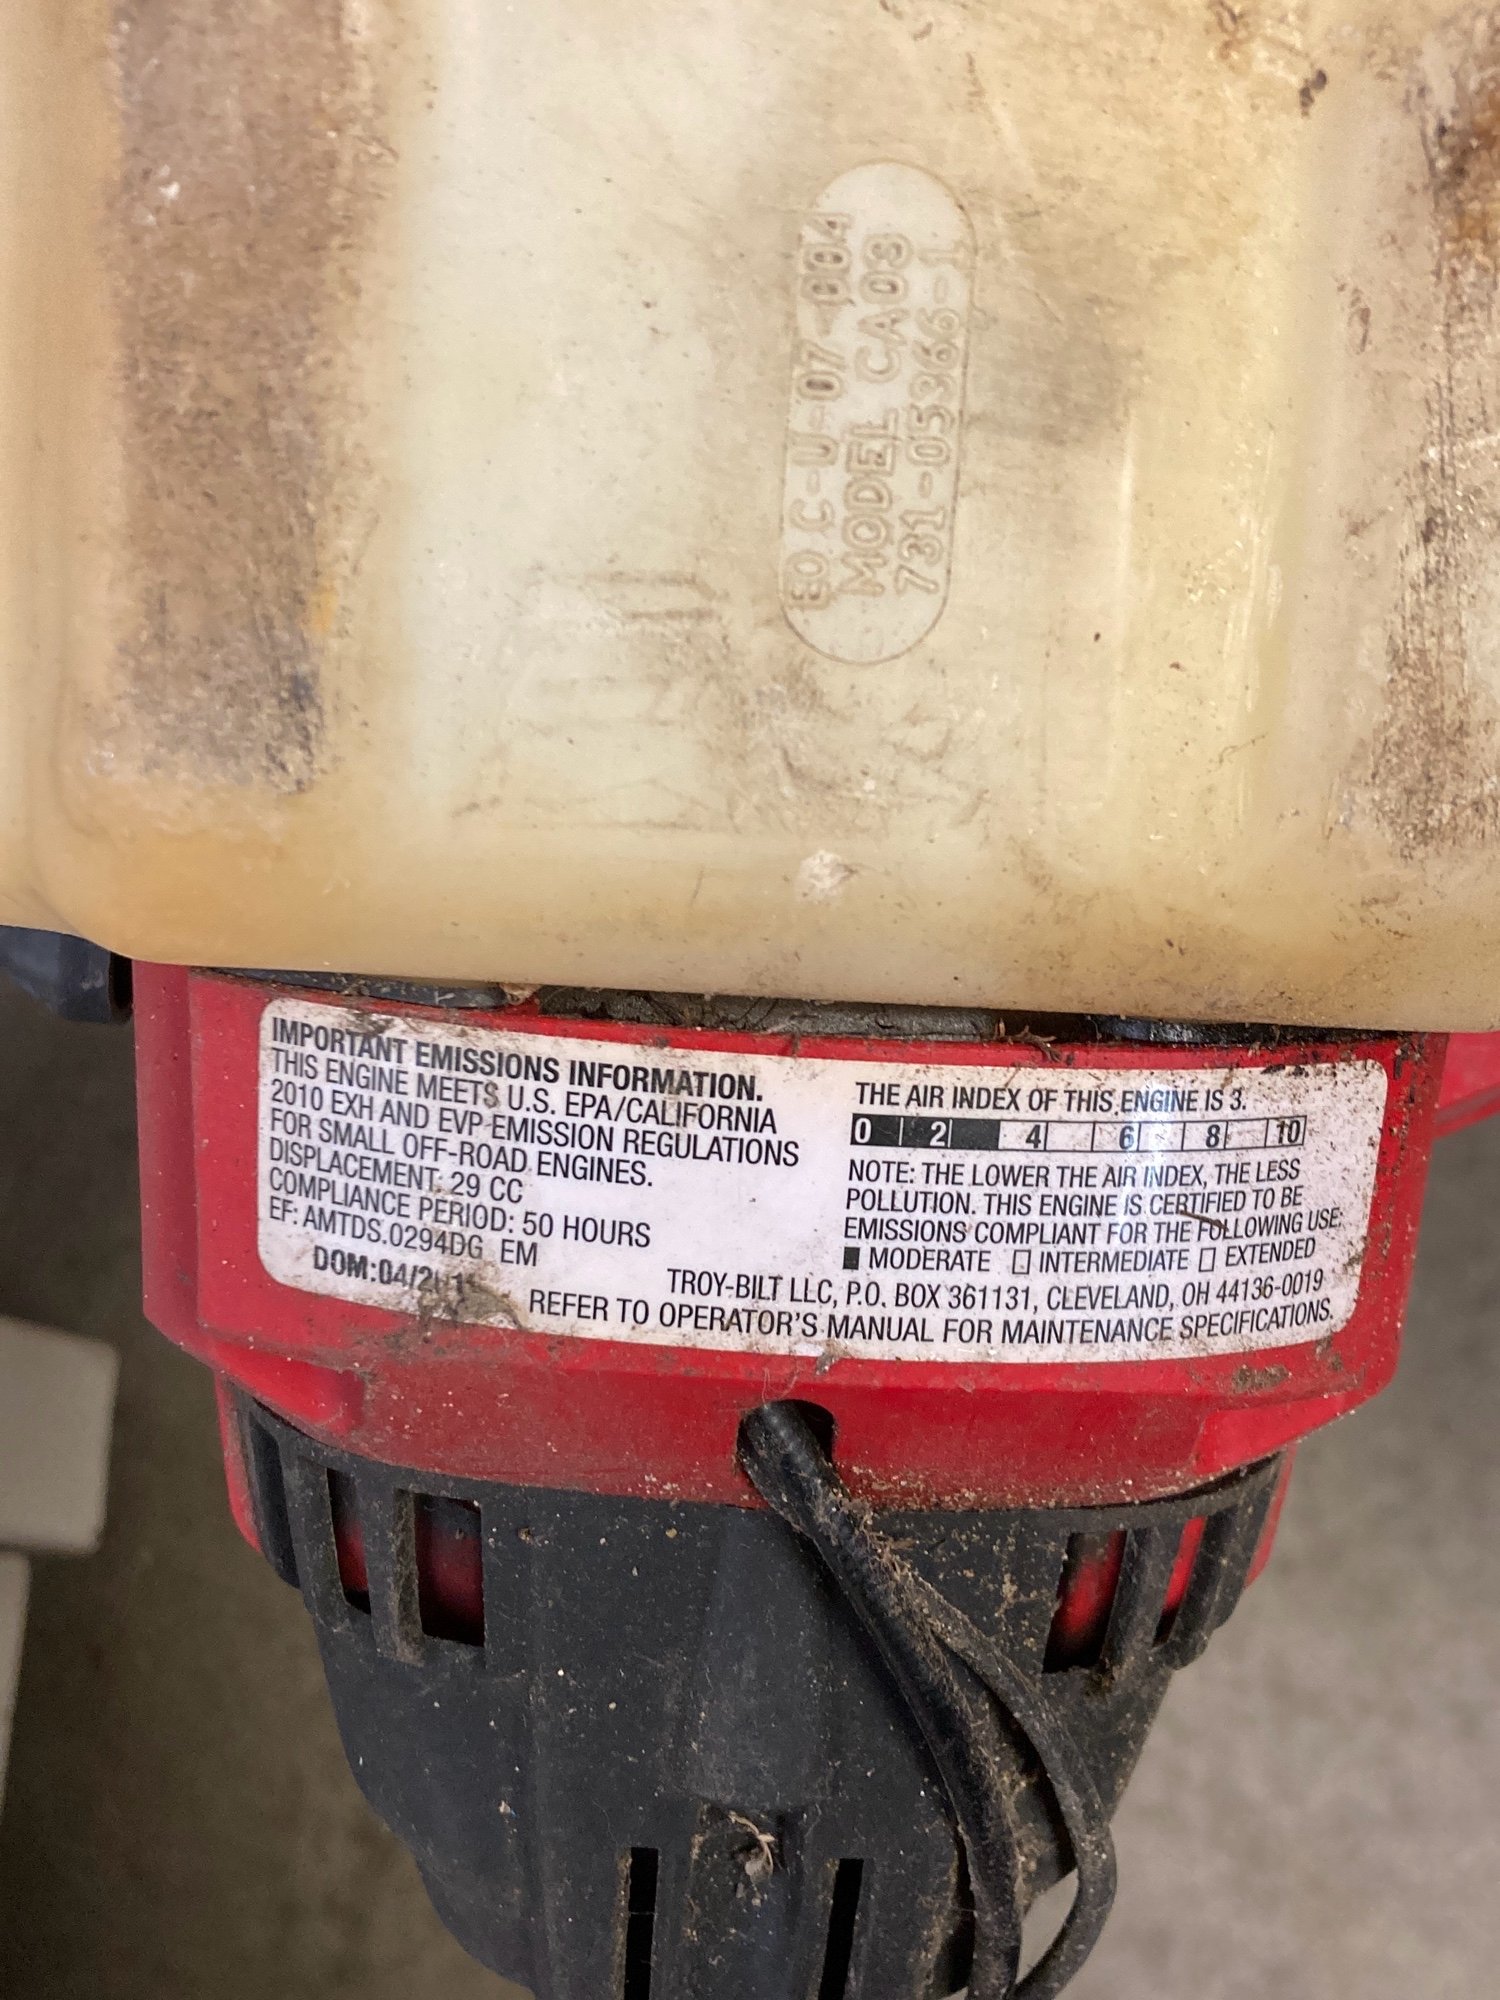 EO C-U-07-004
MODEL CA03
731-05366-1
IMPORTANT EMISSIONS INFORMATION.
THIS ENGINE MEETS U.S. EPA/CALIFORNIA
2010 EXH AND EVP EMISSION REGULATIONS
FOR SMALL OFF-ROAD ENGINES.
DISPLACEMENT: 29 CC
COMPLIANCE PERIOD: 50 HOURS
EF: AMTDS.0294DG EM
THE AIR INDEX OF THIS ENGINE IS 3.
0 2 4 6 8 10
NOTE: THE LOWER THE AIR INDEX, THE LESS
POLLUTION. THIS ENGINE IS CERTIFIED TO BE
EMISSIONS COMPLIANT FOR THE FOLLOWING USE:
MODERATE INTERMEDIATE EXTENDED
TROY-BILT LLC, P.O. BOX 361131, CLEVELAND, OH 44136-0019
REFER TO OPERATOR'S MANUAL FOR MAINTENANCE SPECIFICATIONS.